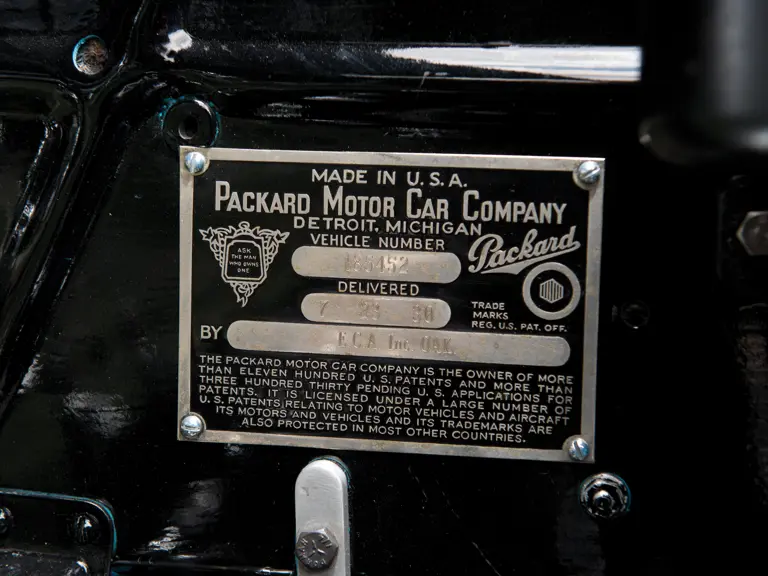 MADE IN U.S.A.
PACKARD MOTOR CAR COMPANY
DETROIT, MICHIGAN
VEHICLE NUMBER
ASK
THE MAN
WHO OWNS
ONE
Packard
DELIVERED
7 30
TRADE
MARKS
REG. U.S. PAT. OFF.
BY E.C.A Inc. OAK.
THE PACKARD MOTOR CAR COMPANY IS THE OWNER OF MORE
THAN ELEVEN HUNDRED U.S. PATENTS AND MORE THAN
THREE HUNDRED THIRTY PENDING U.S. APPLICATIONS FOR
PATENTS. IT IS LICENSED UNDER A LARGE NUMBER OF
U.S. PATENTS RELATING TO MOTOR VEHICLES AND AIRCRAFT
ITS MOTORS AND VEHICLES AND ITS TRADEMARKS ARE
ALSO PROTECTED IN MOST OTHER COUNTRIES.